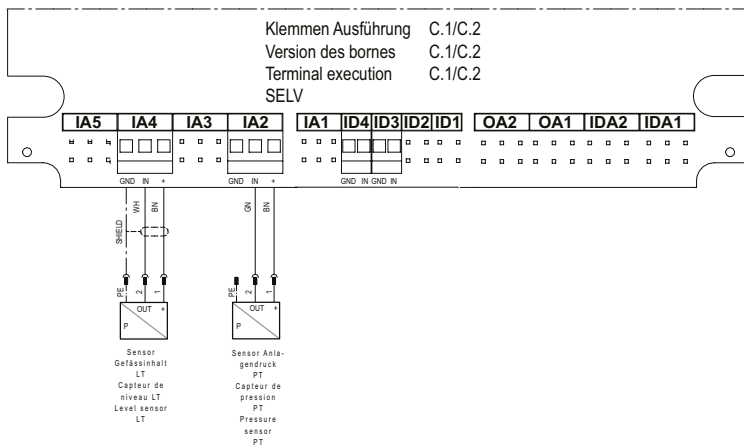 Klemmen Ausführung C.1/C.2
Version des bornes C.1/C.2
Terminal execution C.1/C.2
SELV
IA5 IA4 IA3 IA2 IA1 ID4 ID3 ID2 ID1 OA2 OA1 IDA2 IDA1
GND IN + GND IN + GND IN GND IN
SHIELD WH BN GN BN
PE 2 1 PE 2 1
OUT + OUT +
P P
Sensor
Gefässinhalt
LT
Capteur de
niveau LT
Level sensor
LT
Sensor Anla-
gendruck
PT
Capteur de
pression
PT
Pressure
sensor
PT